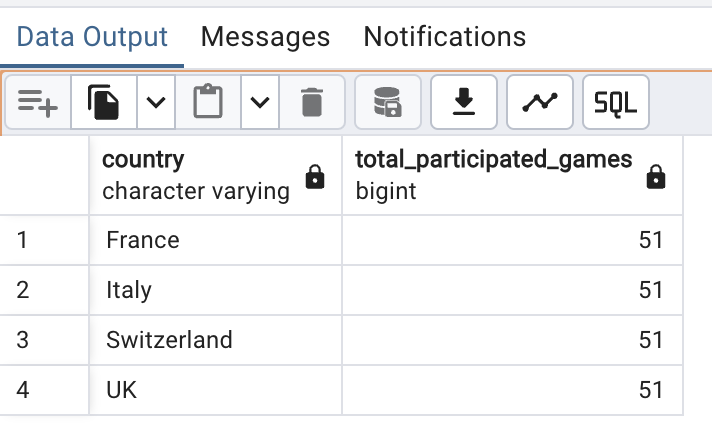 Data Output Messages Notifications
SQL
country total_participated_games
character varying bigint
1 France 51
2 Italy 51
3 Switzerland 51
4 UK 51